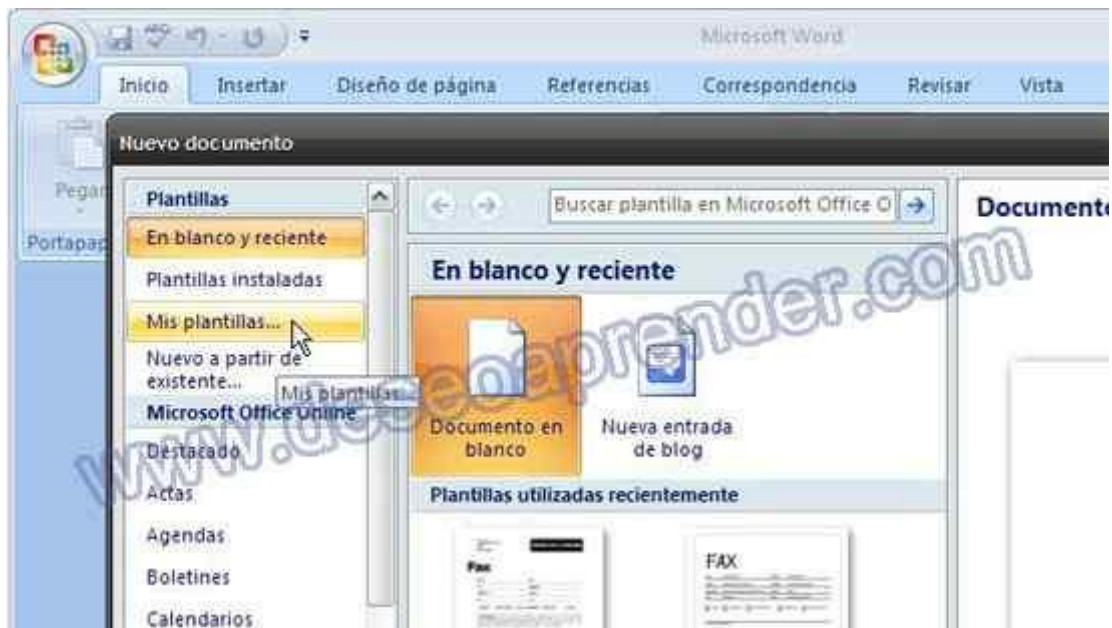 Microsoft Word
Inicio Insertar Diseño de página Referencias Correspondencia Revisar Vista
Nuevo documento
Pegar
Portapap
Plantillas
En blanco y reciente
Plantillas instaladas
Mis plantillas...
Nuevo a partir de
existente...
Mis plantillas
Microsoft Office Online
Destacado
Actas
Agendas
Boletines
Calendarios
Buscar plantilla en Microsoft Office O
En blanco y reciente
Documento en
blanco
Nueva entrada
de blog
Plantillas utilizadas recientemente
Fax
FAX
Documento
www.deseoaprender.com